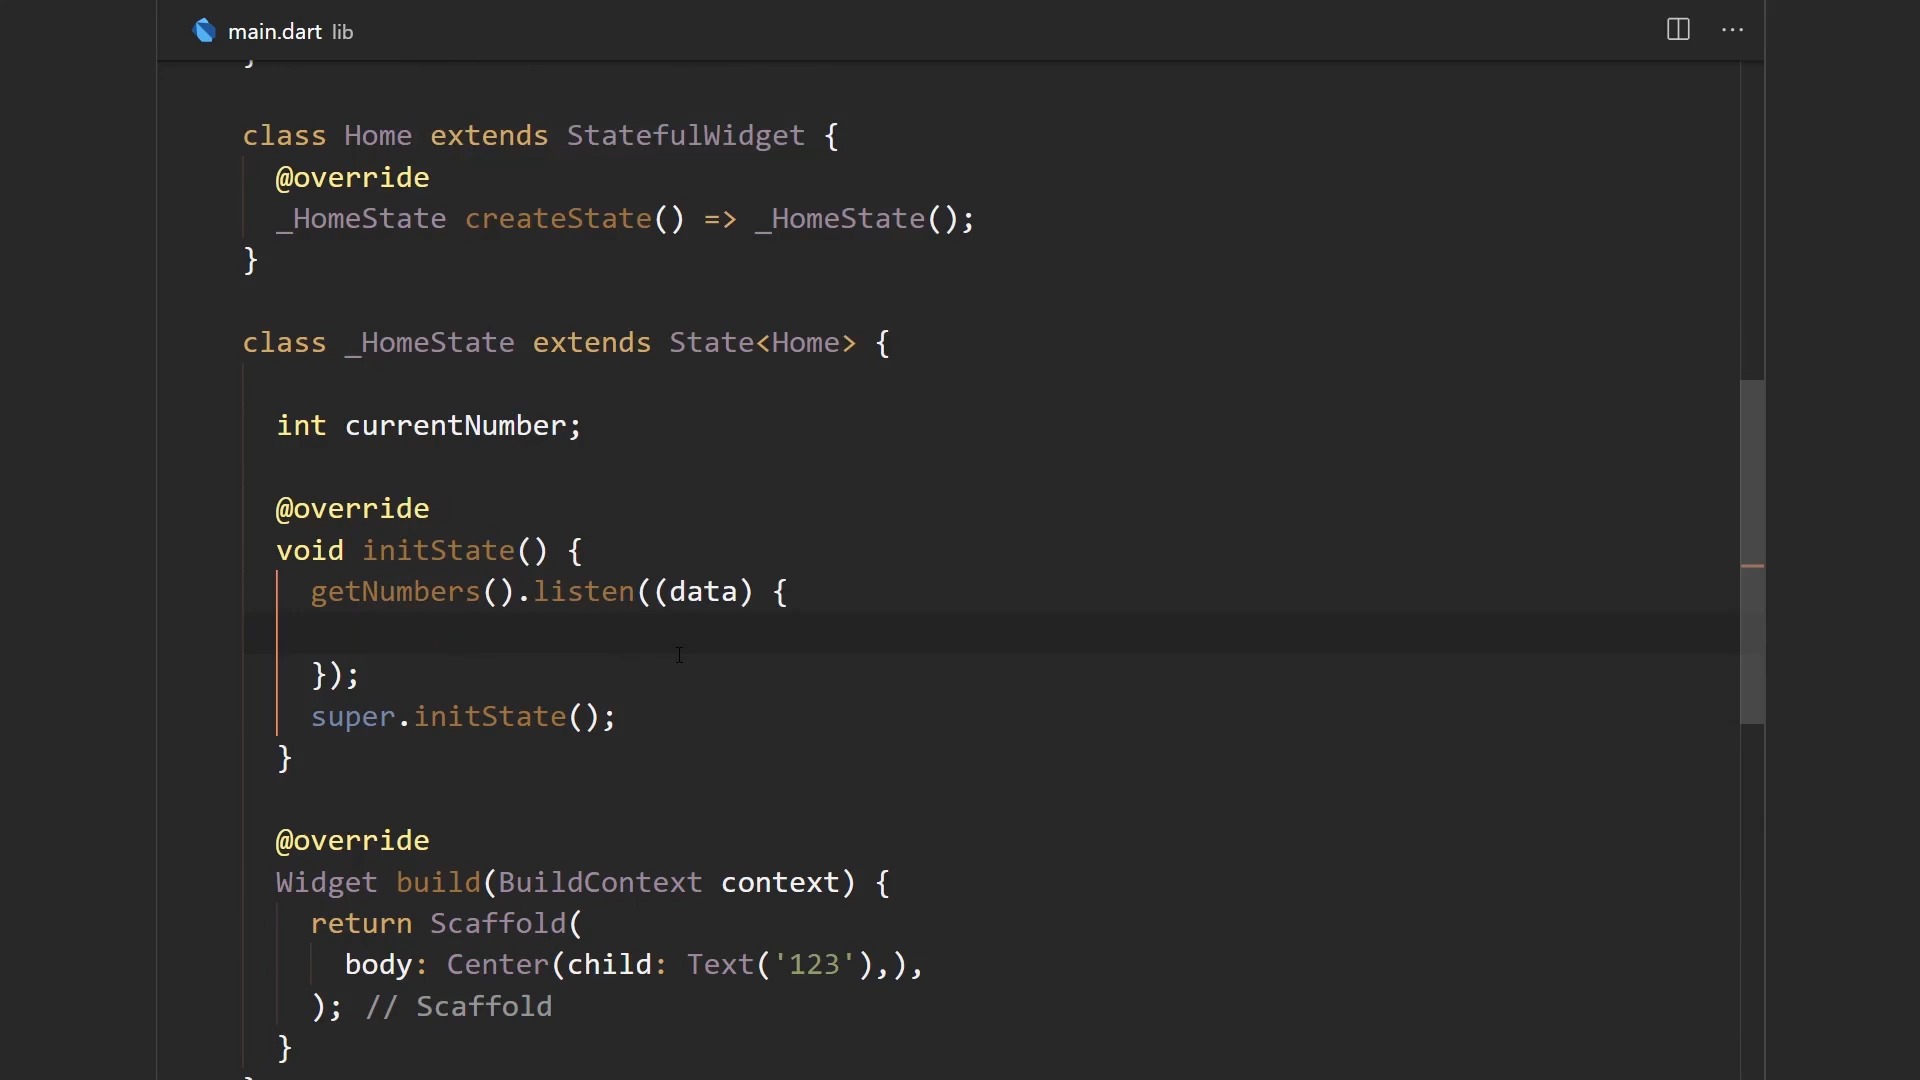 main.dart lib
}
class Home extends StatefulWidget {
@override
_HomeState createState() => _HomeState();
}
class _HomeState extends State<Home> {
int currentNumber;
@override
void initState() {
getNumbers().listen((data) {
});
super.initState();
}
@override
Widget build(BuildContext context) {
return Scaffold(
body: Center(child: Text('123'),),
); // Scaffold
}
}